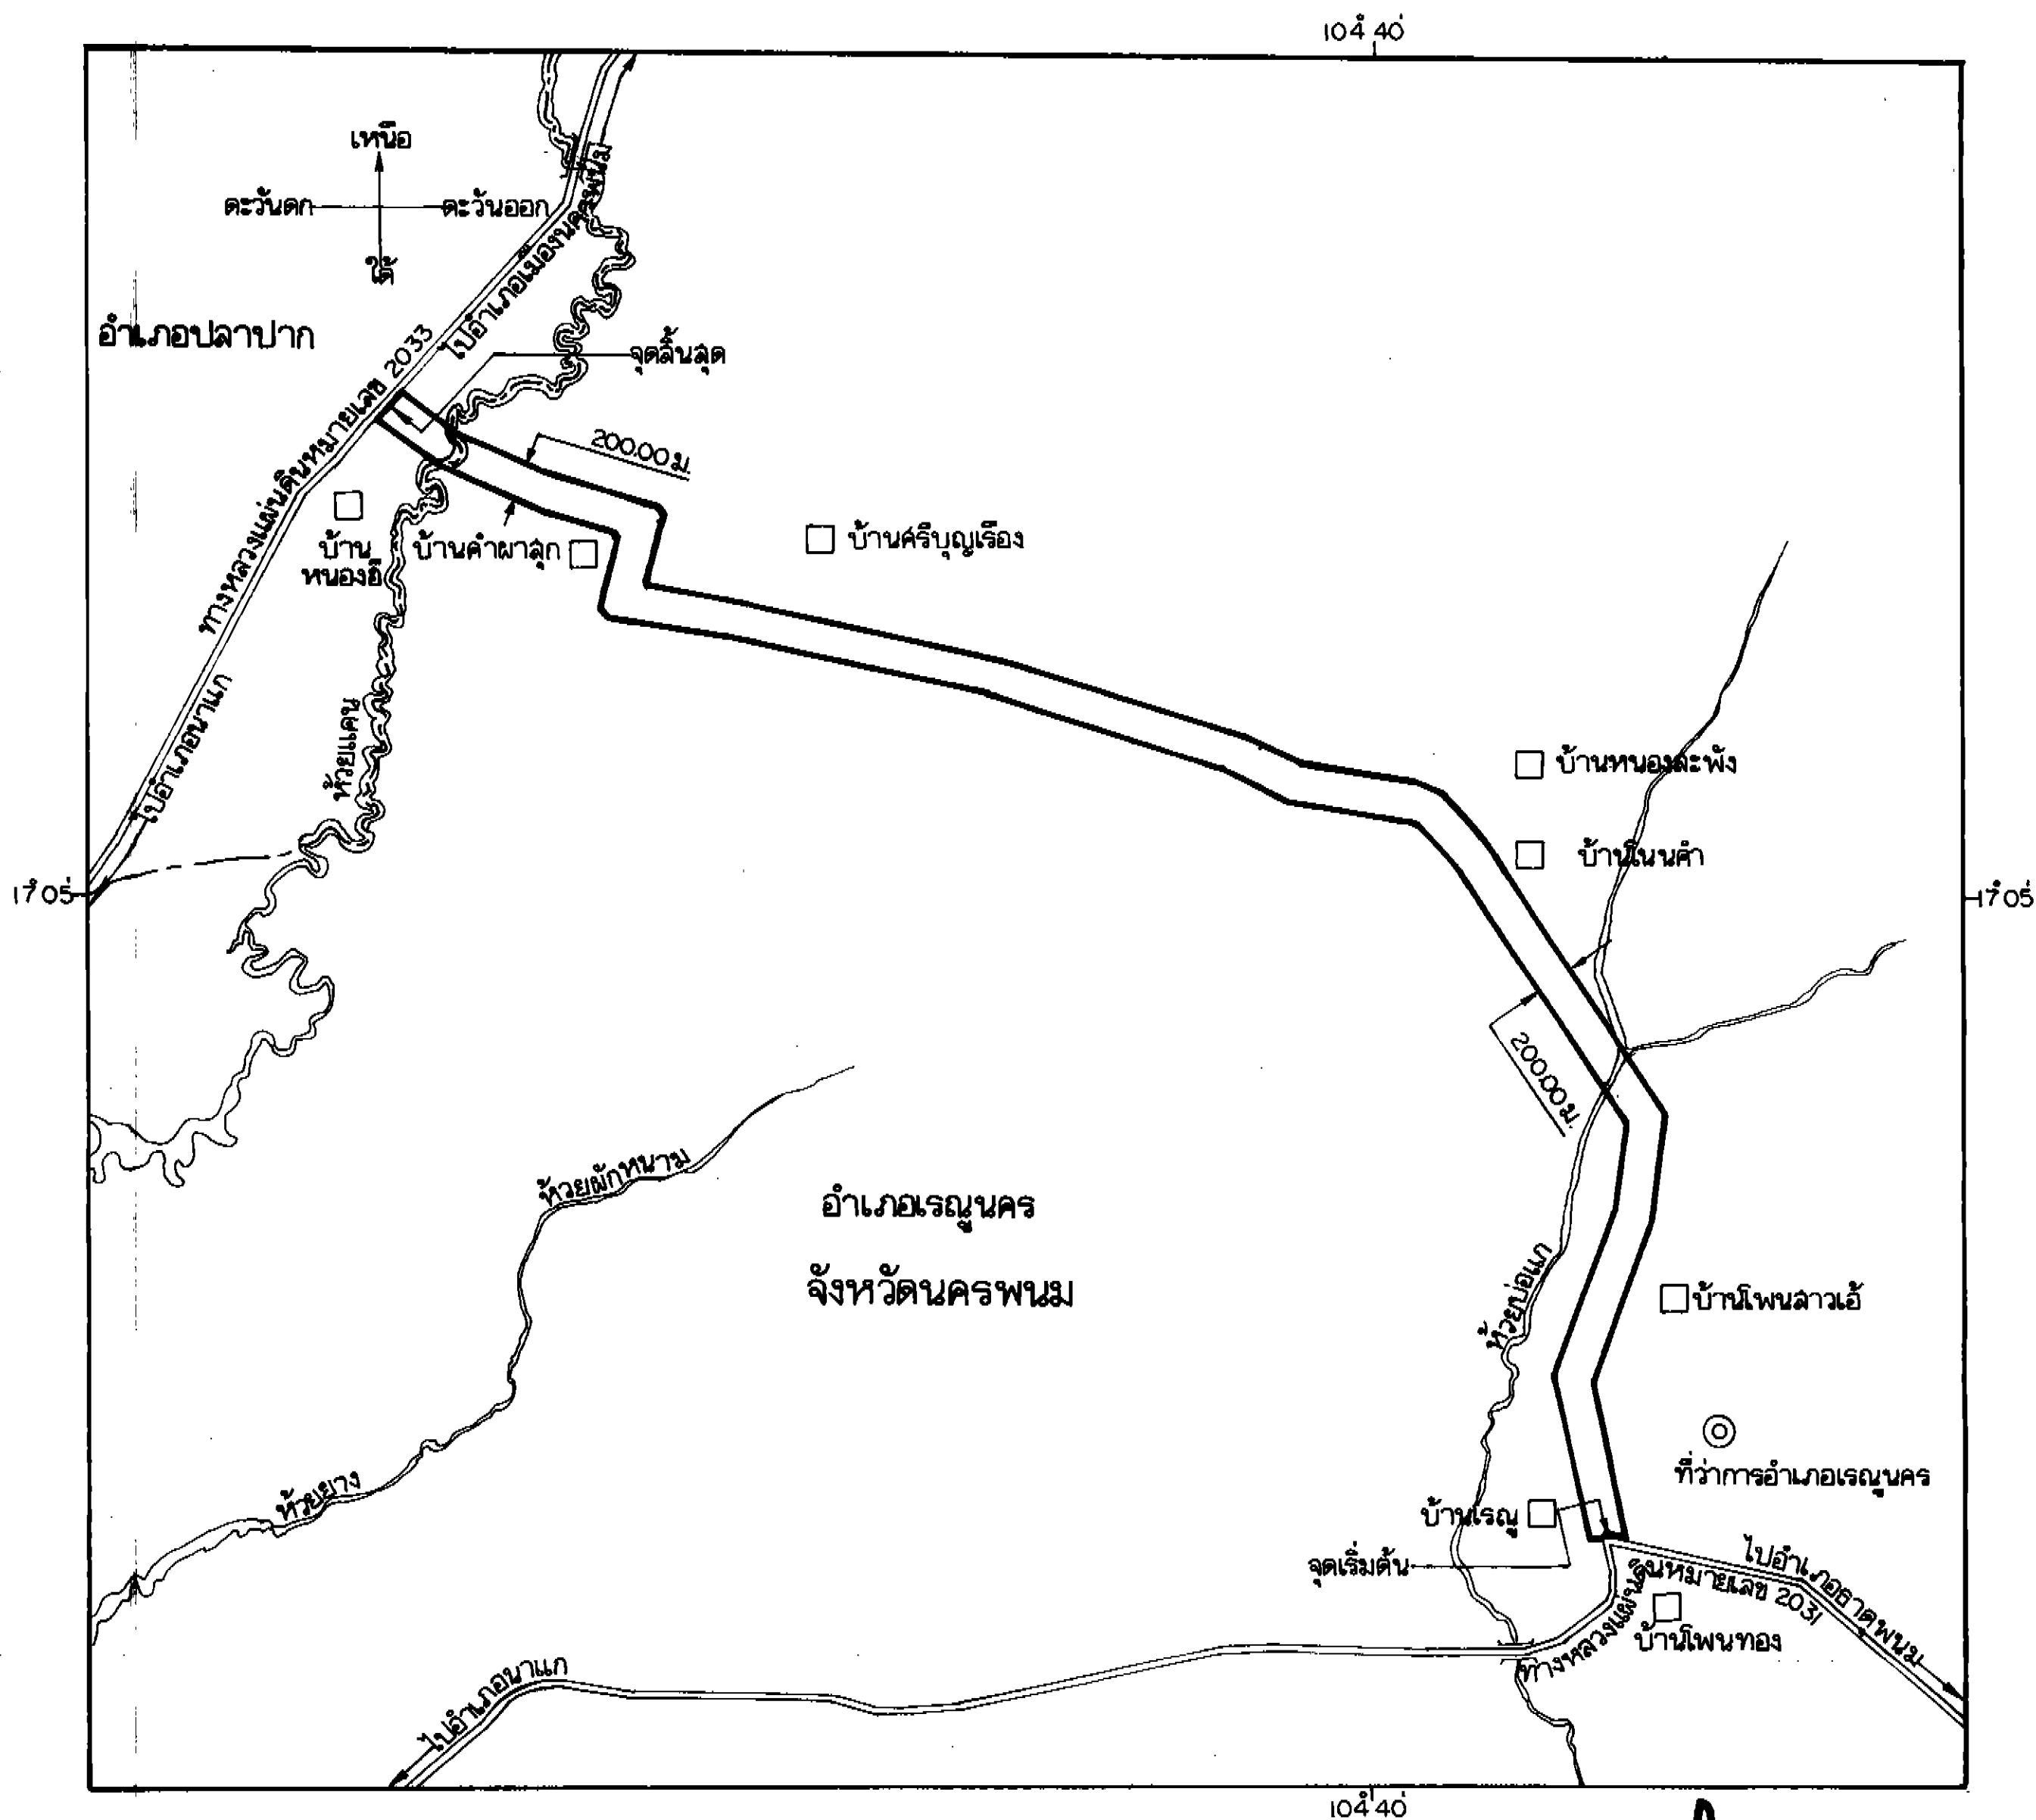 104°40'
เหนือ
ตะวันตก
ตะวันออก
ใต้
อำเภอปลาปาก
ทางหลวงแผ่นดินหมายเลข 2033
ไปอำเภอเมืองนครพนม
จุดสิ้นสุด
200.00 ม.
บ้าน
หนองฮี
บ้านคำผาสุก
บ้านศรีบุญเรือง
ไปอำเภอนาแก
ห้วยแคน
บ้านหนองสะพัง
บ้านโนนคำ
17°05'
17°05'
200.00 ม.
ห้วยผักหนาม
อำเภอเรณูนคร
จังหวัดนครพนม
ห้วยบ่อแก
บ้านโพนสาวเอ้
ที่ว่าการอำเภอเรณูนคร
ห้วยยาง
บ้านเรณู
จุดเริ่มต้น
ไปอำเภอธาตุพนม
ทางหลวงแผ่นดินหมายเลข 2031
บ้านโพนทอง
ไปอำเภอนาแก
104°40'